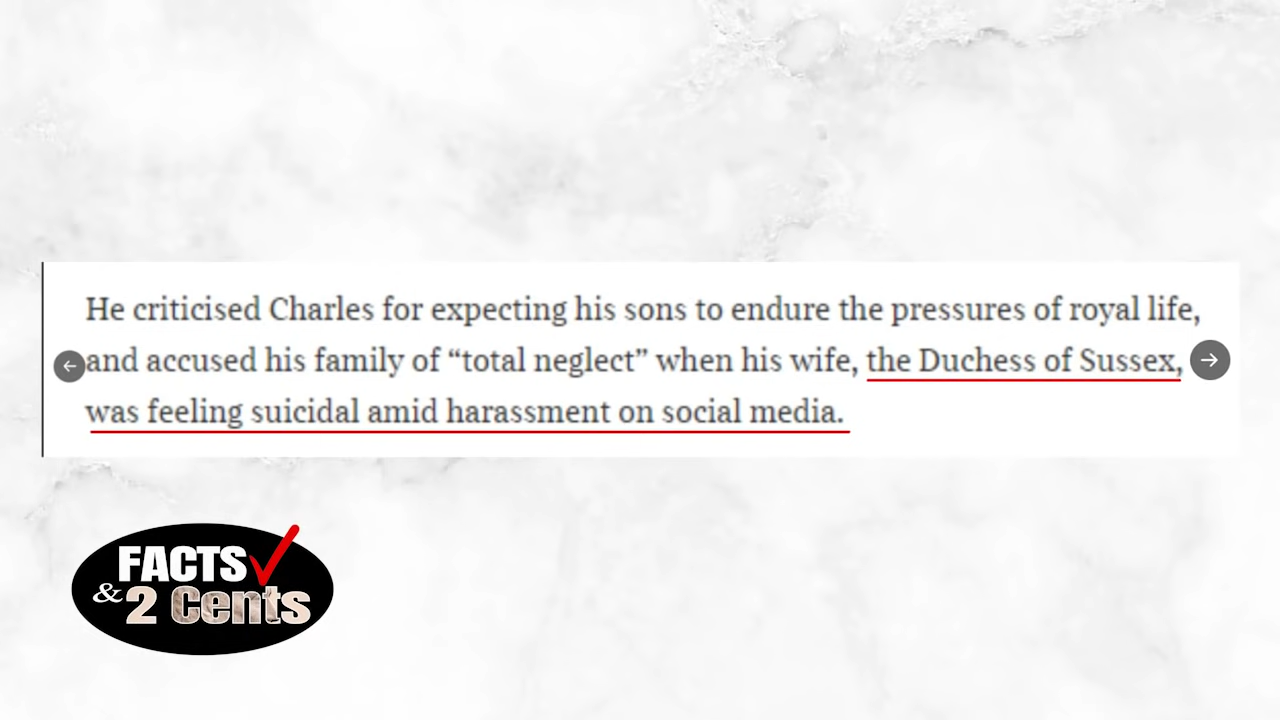 He criticised Charles for expecting his sons to endure the pressures of royal life,
and accused his family of “total neglect” when his wife, the Duchess of Sussex,
was feeling suicidal amid harassment on social media.
FACTS
& 2 Cents